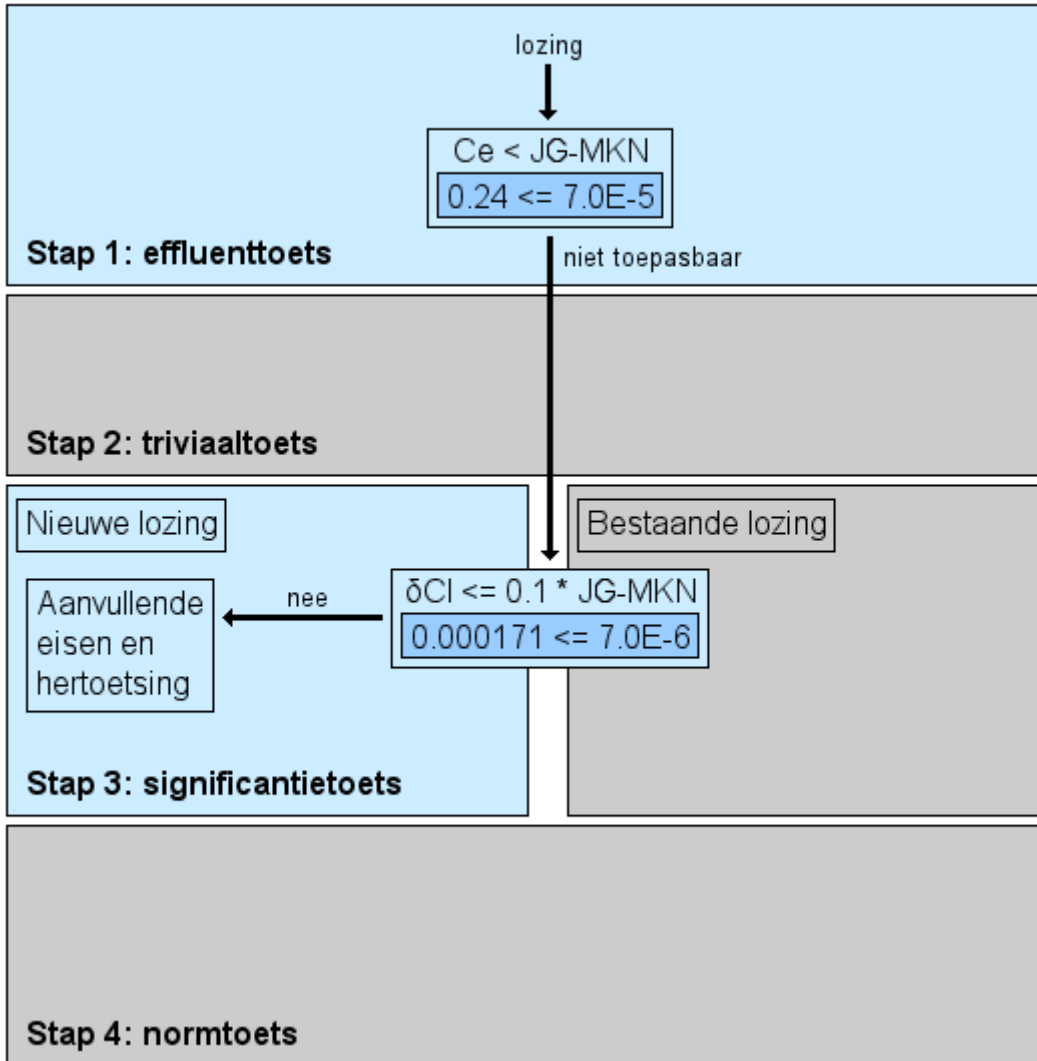 lozing
Ce < JG-MKN
0.24 <= 7.0E-5
Stap 1: effluenttoets
niet toepasbaar
Stap 2: triviaaltoets
Nieuwe lozing
Bestaande lozing
δCl <= 0.1 * JG-MKN
0.000171 <= 7.0E-6
nee
Aanvullende
eisen en
hertoetsing
Stap 3: significantietoets
Stap 4: normtoets